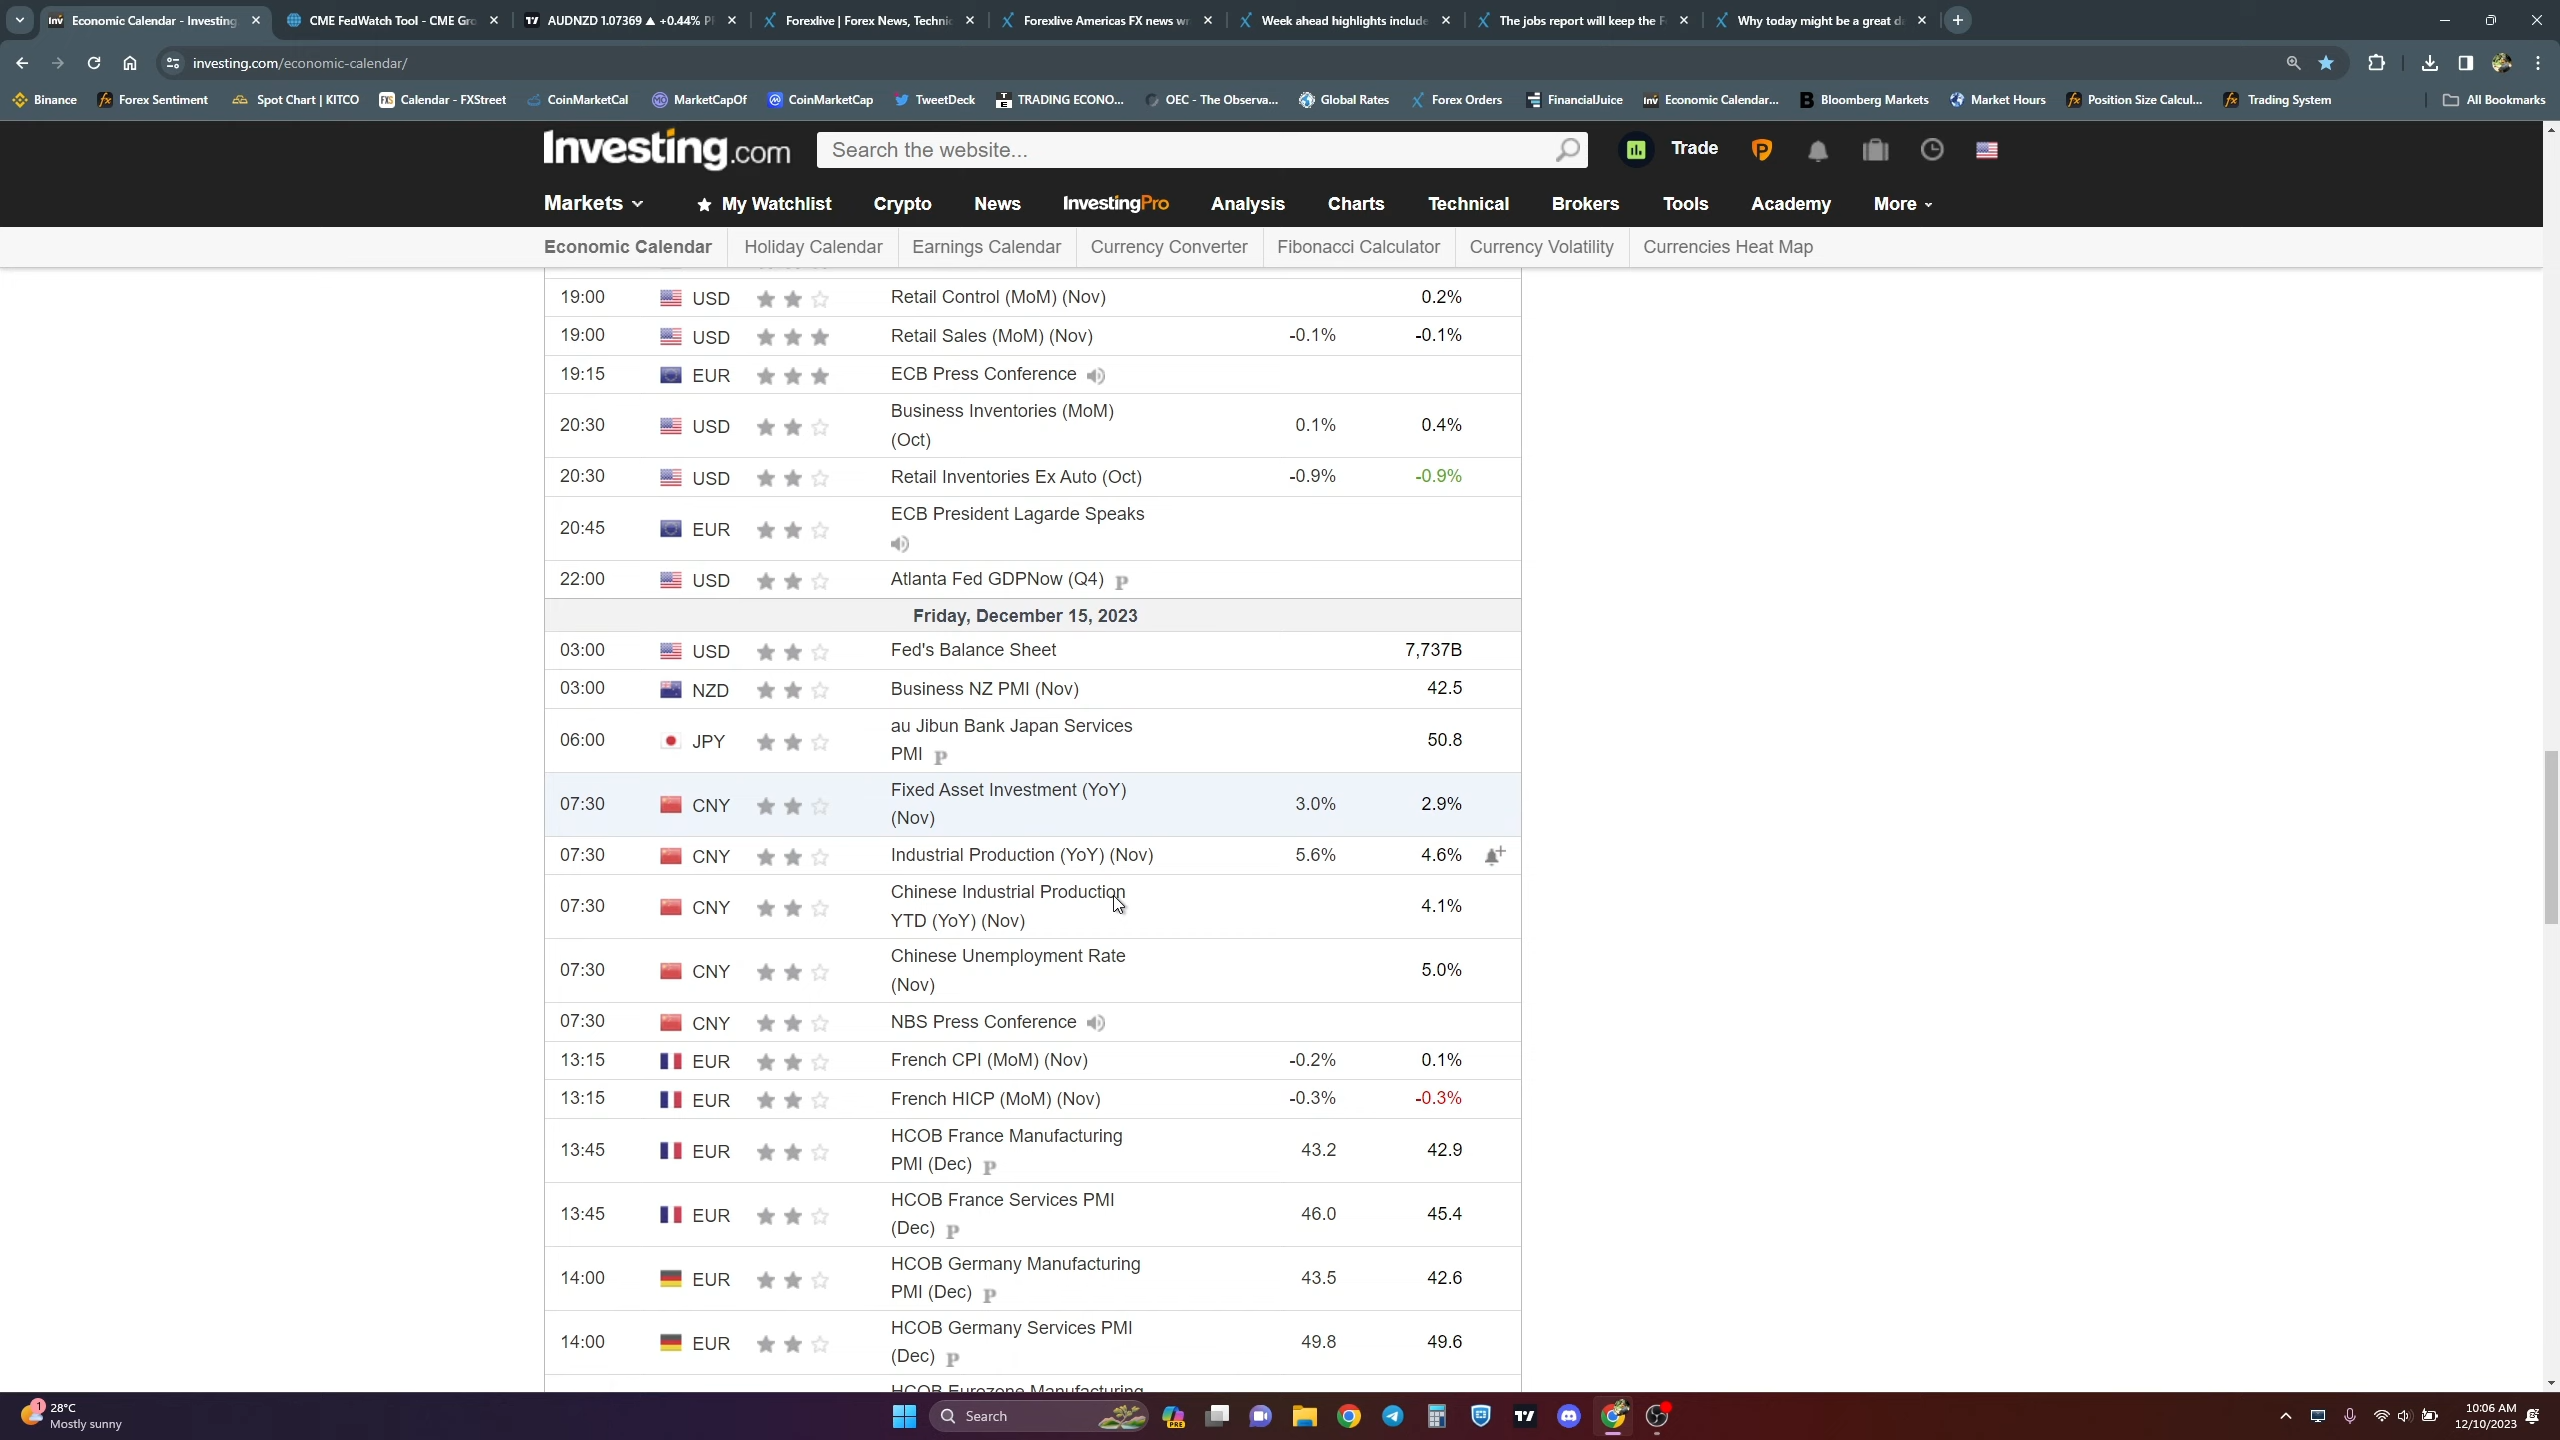 Economic Calendar - Investing
CME FedWatch Tool - CME Gro
AUDNZD 1.07369 ▲ +0.44%
Forexlive | Forex News, Technic
Forexlive Americas FX news w
Week ahead highlights include
The jobs report will keep the F
Why today might be a great d
investing.com/economic-calendar/
Binance
Forex Sentiment
Spot Chart | KITCO
Calendar - FXStreet
CoinMarketCal
MarketCapOf
CoinMarketCap
TweetDeck
TRADING ECONO...
OEC - The Observa...
Global Rates
Forex Orders
FinancialJuice
Economic Calendar...
Bloomberg Markets
Market Hours
Position Size Calcul...
Trading System
All Bookmarks
Investing.com
Search the website...
Trade
Markets
My Watchlist
Crypto
News
InvestingPro
Analysis
Charts
Technical
Brokers
Tools
Academy
More
Economic Calendar
Holiday Calendar
Earnings Calendar
Currency Converter
Fibonacci Calculator
Currency Volatility
Currencies Heat Map
19:00 USD Retail Control (MoM) (Nov) 0.2%
19:00 USD Retail Sales (MoM) (Nov) -0.1% -0.1%
19:15 EUR ECB Press Conference
20:30 USD Business Inventories (MoM) 0.1% 0.4%
(Oct)
20:30 USD Retail Inventories Ex Auto (Oct) -0.9% -0.9%
20:45 EUR ECB President Lagarde Speaks
22:00 USD Atlanta Fed GDPNow (Q4) P
Friday, December 15, 2023
03:00 USD Fed's Balance Sheet 7,737B
03:00 NZD Business NZ PMI (Nov) 42.5
06:00 JPY au Jibun Bank Japan Services 50.8
PMI P
07:30 CNY Fixed Asset Investment (YoY) 3.0% 2.9%
(Nov)
07:30 CNY Industrial Production (YoY) (Nov) 5.6% 4.6%
07:30 CNY Chinese Industrial Production 4.1%
YTD (YoY) (Nov)
07:30 CNY Chinese Unemployment Rate 5.0%
(Nov)
07:30 CNY NBS Press Conference
13:15 EUR French CPI (MoM) (Nov) -0.2% 0.1%
13:15 EUR French HICP (MoM) (Nov) -0.3% -0.3%
13:45 EUR HCOB France Manufacturing 43.2 42.9
PMI (Dec) P
13:45 EUR HCOB France Services PMI 46.0 45.4
(Dec) P
14:00 EUR HCOB Germany Manufacturing 43.5 42.6
PMI (Dec) P
14:00 EUR HCOB Germany Services PMI 49.8 49.6
(Dec) P
HCOB Eurozone Manufacturing
28°C
Mostly sunny
Search
10:06 AM
12/10/2023